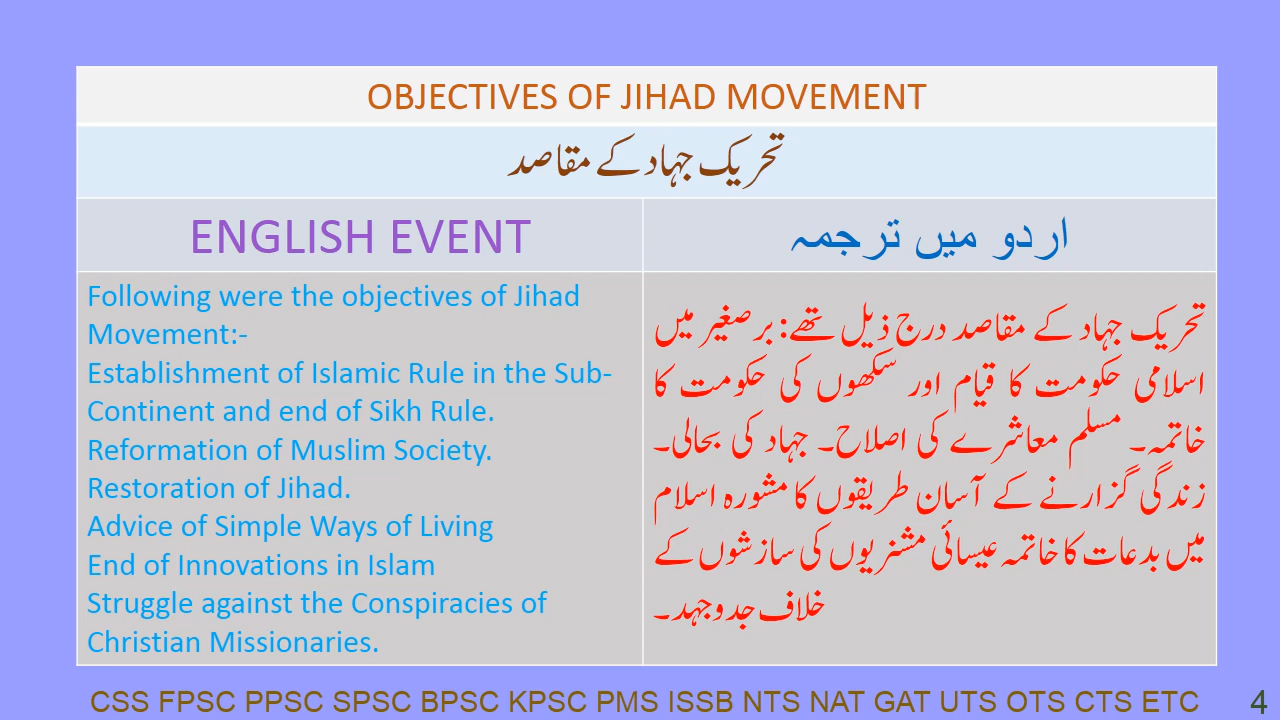 OBJECTIVES OF JIHAD MOVEMENT
تحریک جہاد کے مقاصد
ENGLISH EVENT
اردو میں ترجمہ
Following were the objectives of Jihad
Movement:-
Establishment of Islamic Rule in the Sub-
Continent and end of Sikh Rule.
Reformation of Muslim Society.
Restoration of Jihad.
Advice of Simple Ways of Living
End of Innovations in Islam
Struggle against the Conspiracies of
Christian Missionaries.
تحریک جہاد کے مقاصد درج ذیل تھے: برصغیر میں
اسلامی حکومت کا قیام اور سکھوں کی حکومت کا
خاتمہ۔ مسلم معاشرے کی اصلاح۔ جہاد کی بحالی۔
زندگی گزارنے کے آسان طریقوں کا مشورہ اسلام
میں بدعات کا خاتمہ عیسائی مشنریوں کی سازشوں کے
خلاف جدوجہد۔
CSS FPSC PPSC SPSC BPSC KPSC PMS ISSB NTS NAT GAT UTS OTS CTS ETC
4